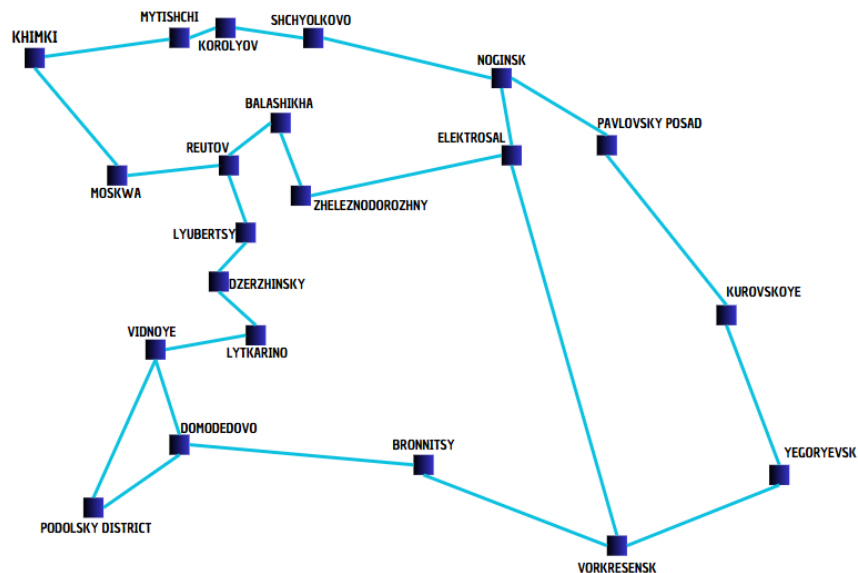 MYTISHCHI
SHCHYOLKOVO
KHIMKI
KOROLYOV
NOGINSK
BALASHIKHA
PAVLOVSKY POSAD
ELEKTROSAL
REUTOV
MOSKWA
ZHELEZNODOROZHNY
LYUBERTSY
DZERZHINSKY
KUROVSKOYE
VIDNOYE
LYTKARINO
DOMODEDOVO
BRONNITSY
YEGORYEVSK
PODOLSKY DISTRICT
VORKRESENSK